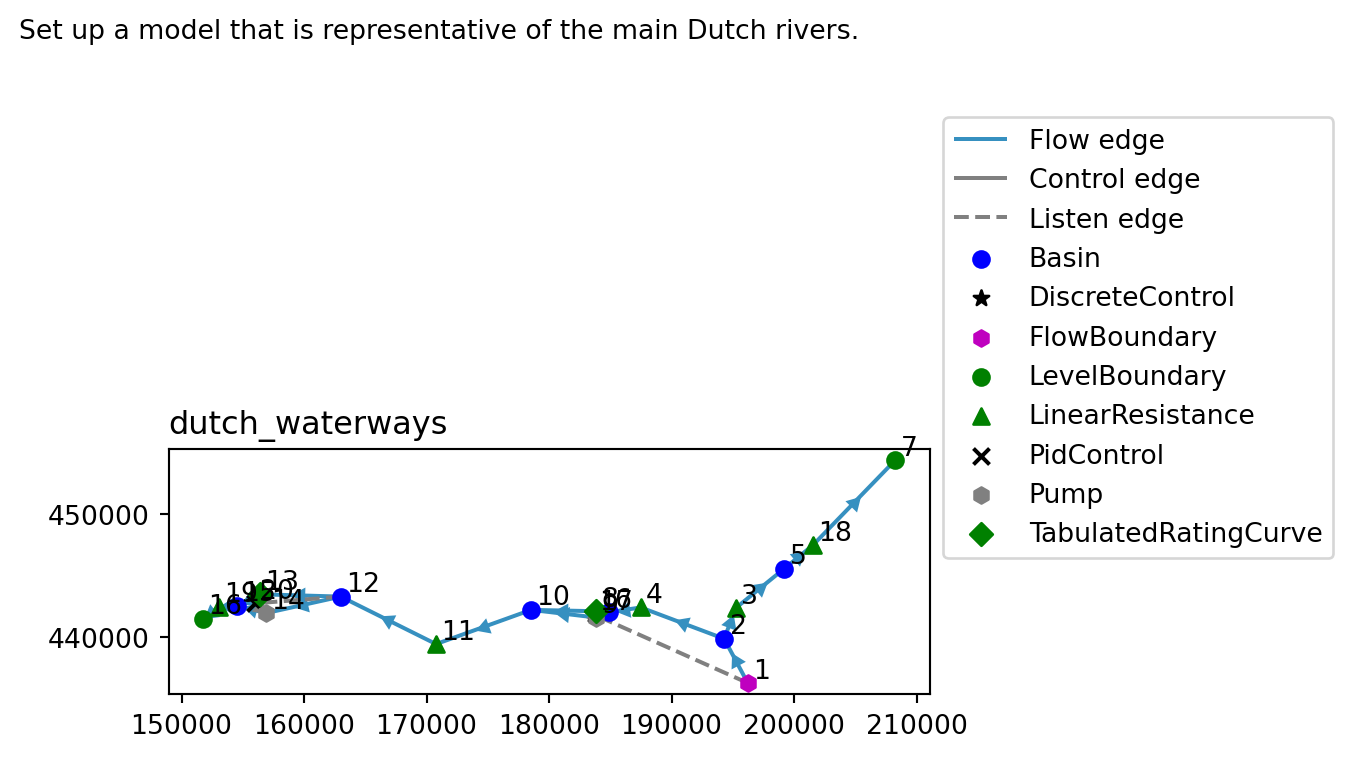 Set up a model that is representative of the main Dutch rivers.
Flow edge
Control edge
Listen edge
Basin
DiscreteControl
FlowBoundary
LevelBoundary
LinearResistance
PidControl
Pump
TabulatedRatingCurve
dutch_waterways
7
18
5
3
4
2
1
10
11
12
13
14
450000
440000
150000 160000 170000 180000 190000 200000 210000